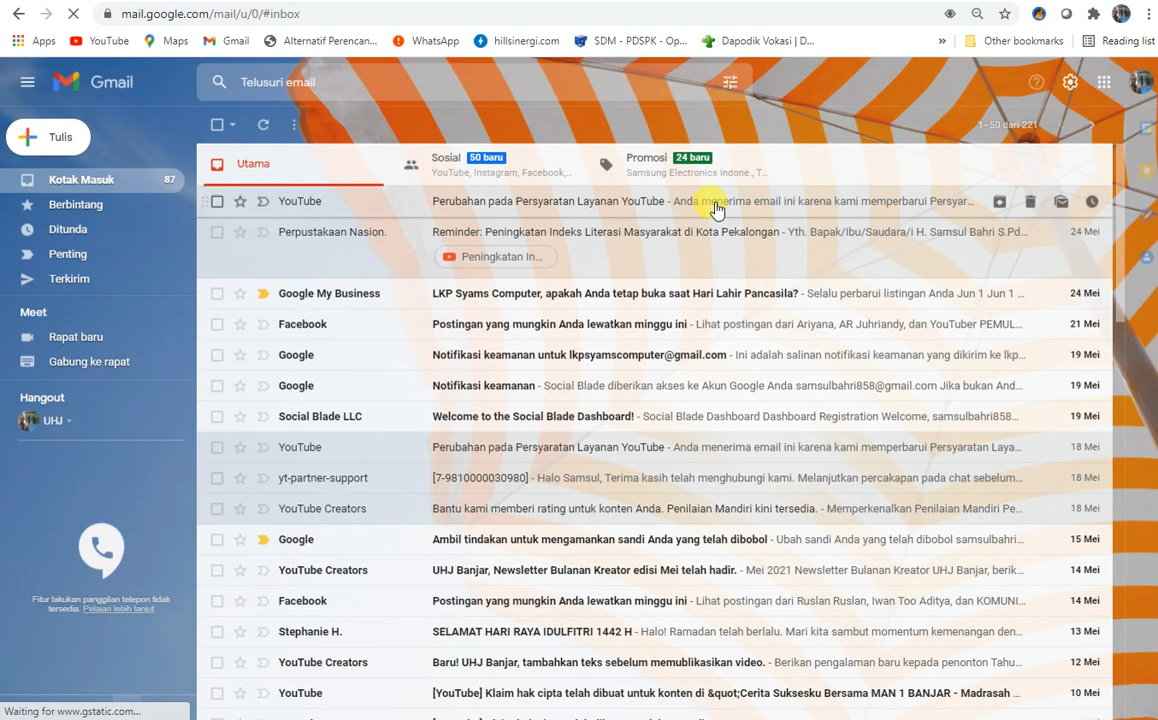 mail.google.com/mail/u/0/#inbox
Apps YouTube Maps Gmail Alternatif Perencan... WhatsApp hillsinergi.com SDM - PDSPK - Op... Dapodik Vokasi | D... » Other bookmarks Reading list
Gmail Telusuri email
Tulis
1–50 dari 221
Utama
Sosial 50 baru
YouTube, Instagram, Facebook,...
Promosi 24 baru
Samsung Electronics Indone., T...
Kotak Masuk 87
Berbintang
Ditunda
Penting
Terkirim
Meet
Rapat baru
Gabung ke rapat
Hangout
UHJ
Fitur lakukan panggilan telepon tidak
tersedia. Pelajari lebih lanjut
YouTube Perubahan pada Persyaratan Layanan YouTube - Anda menerima email ini karena kami memperbarui Persyar...
Perpustakaan Nasion. Reminder: Peningkatan Indeks Literasi Masyarakat di Kota Pekalongan - Yth. Bapak/Ibu/Saudara/i H. Samsul Bahri S.Pd... 24 Mei
Peningkatan In...
Google My Business LKP Syams Computer, apakah Anda tetap buka saat Hari Lahir Pancasila? - Selalu perbarui listingan Anda Jun 1 Jun 1 ... 24 Mei
Facebook Postingan yang mungkin Anda lewatkan minggu ini - Lihat postingan dari Ariyana, AR Juhriandy, dan YouTuber PEMUL... 21 Mei
Google Notifikasi keamanan untuk lkpsyamscomputer@gmail.com - Ini adalah salinan notifikasi keamanan yang dikirim ke lkp... 19 Mei
Google Notifikasi keamanan - Social Blade diberikan akses ke Akun Google Anda samsulbahri858@gmail.com Jika bukan And... 19 Mei
Social Blade LLC Welcome to the Social Blade Dashboard! - Social Blade Dashboard Dashboard Registration Welcome, samsulbahri858... 19 Mei
YouTube Perubahan pada Persyaratan Layanan YouTube - Anda menerima email ini karena kami memperbarui Persyaratan Laya... 18 Mei
yt-partner-support [7-9810000030980] - Halo Samsul, Terima kasih telah menghubungi kami. Melanjutkan percakapan pada chat sebelum... 18 Mei
YouTube Creators Bantu kami memberi rating untuk konten Anda. Penilaian Mandiri kini tersedia. - Memperkenalkan Penilaian Mandiri Pe... 18 Mei
Google Ambil tindakan untuk mengamankan sandi Anda yang telah dibobol - Ubah sandi Anda yang telah dibobol samsulbahri... 15 Mei
YouTube Creators UHJ Banjar, Newsletter Bulanan Kreator edisi Mei telah hadir. - Mei 2021 Newsletter Bulanan Kreator UHJ Banjar, berik... 14 Mei
Facebook Postingan yang mungkin Anda lewatkan minggu ini - Lihat postingan dari Ruslan Ruslan, Iwan Too Aditya, dan KOMUNI... 14 Mei
Stephanie H. SELAMAT HARI RAYA IDULFITRI 1442 H - Halo! Ramadan telah berlalu. Mari kita sambut momentum kemenangan den... 13 Mei
YouTube Creators Baru! UHJ Banjar, tambahkan teks sebelum memublikasikan video. - Berikan pengalaman baru kepada penonton Tahu... 12 Mei
YouTube [YouTube] Klaim hak cipta telah dibuat untuk konten di &quot;Cerita Suksesku Bersama MAN 1 BANJAR - Madrasah ... 10 Mei
Waiting for www.gstatic.com...